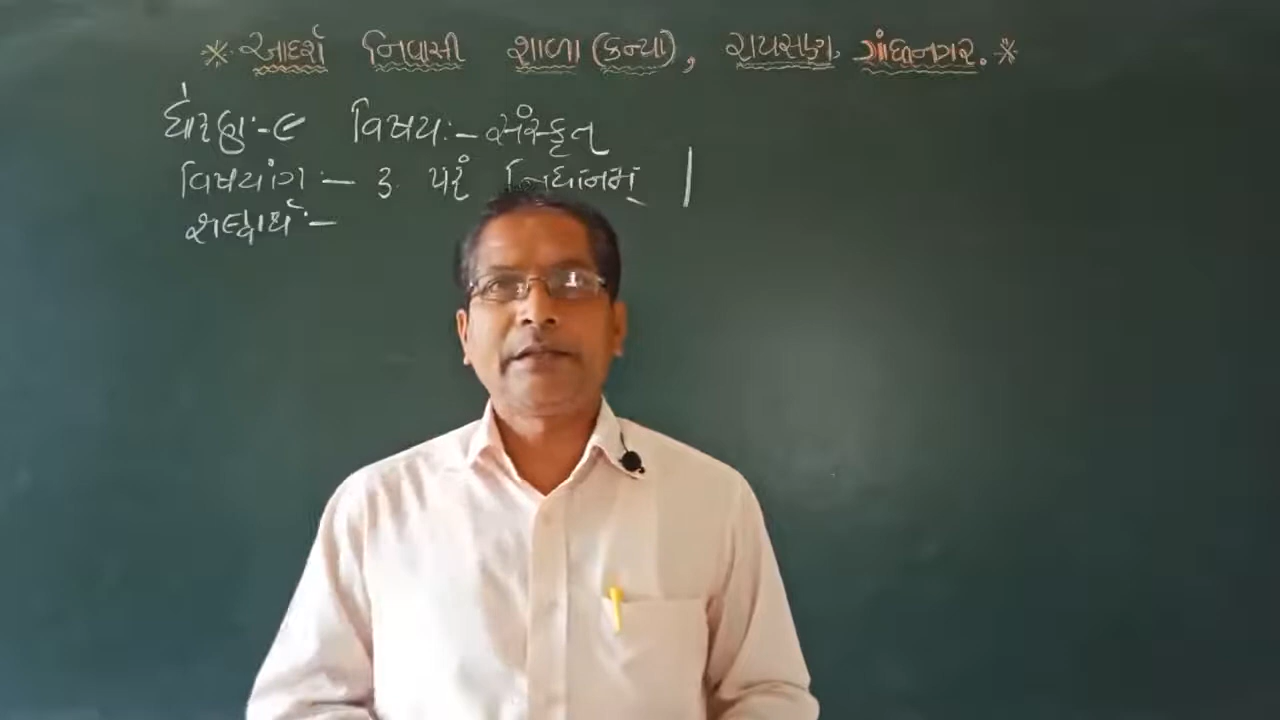 * આદર્શ નિવાસી શાળા (કન્યા), રાયસણ, ગાંધીનગર. *
ધોરણ:- ૯ વિષય:- સંસ્કૃત
વિષયાંગ :- ૩. પરં નિધાનમ્ |
શબ્દાર્થ :-